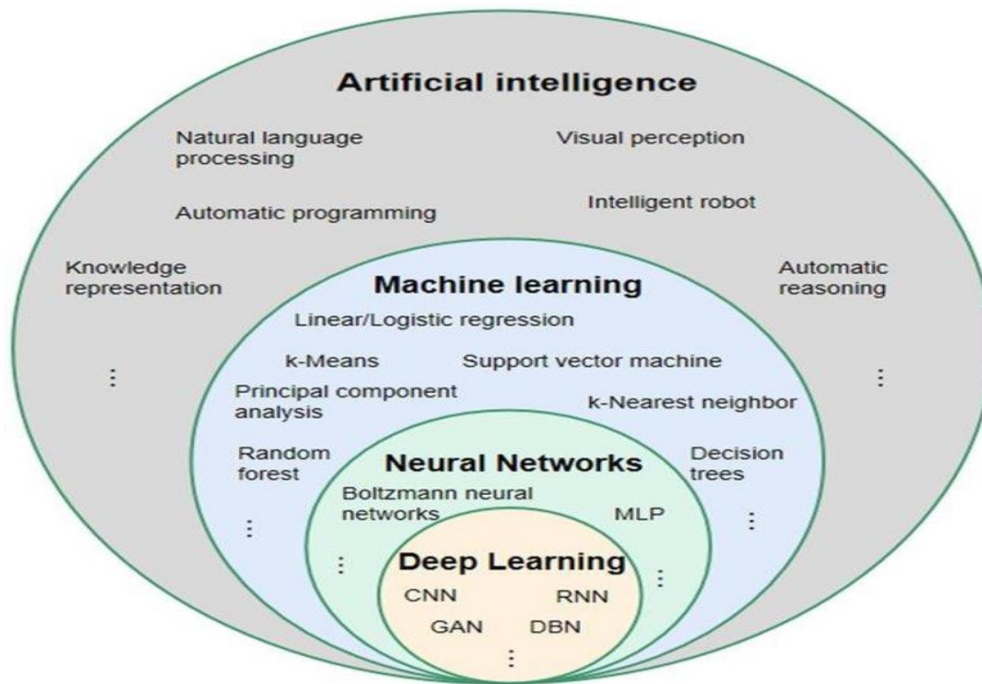 Artificial intelligence
Natural language
processing
Visual perception
Automatic programming
Intelligent robot
Knowledge
representation
Automatic
reasoning
⋮
⋮
Machine learning
Linear/Logistic regression
k-Means
Support vector machine
Principal component
analysis
k-Nearest neighbor
Random
forest
Decision
trees
⋮
⋮
Neural Networks
Boltzmann neural
networks
MLP
⋮
⋮
Deep Learning
CNN
RNN
GAN
DBN
⋮